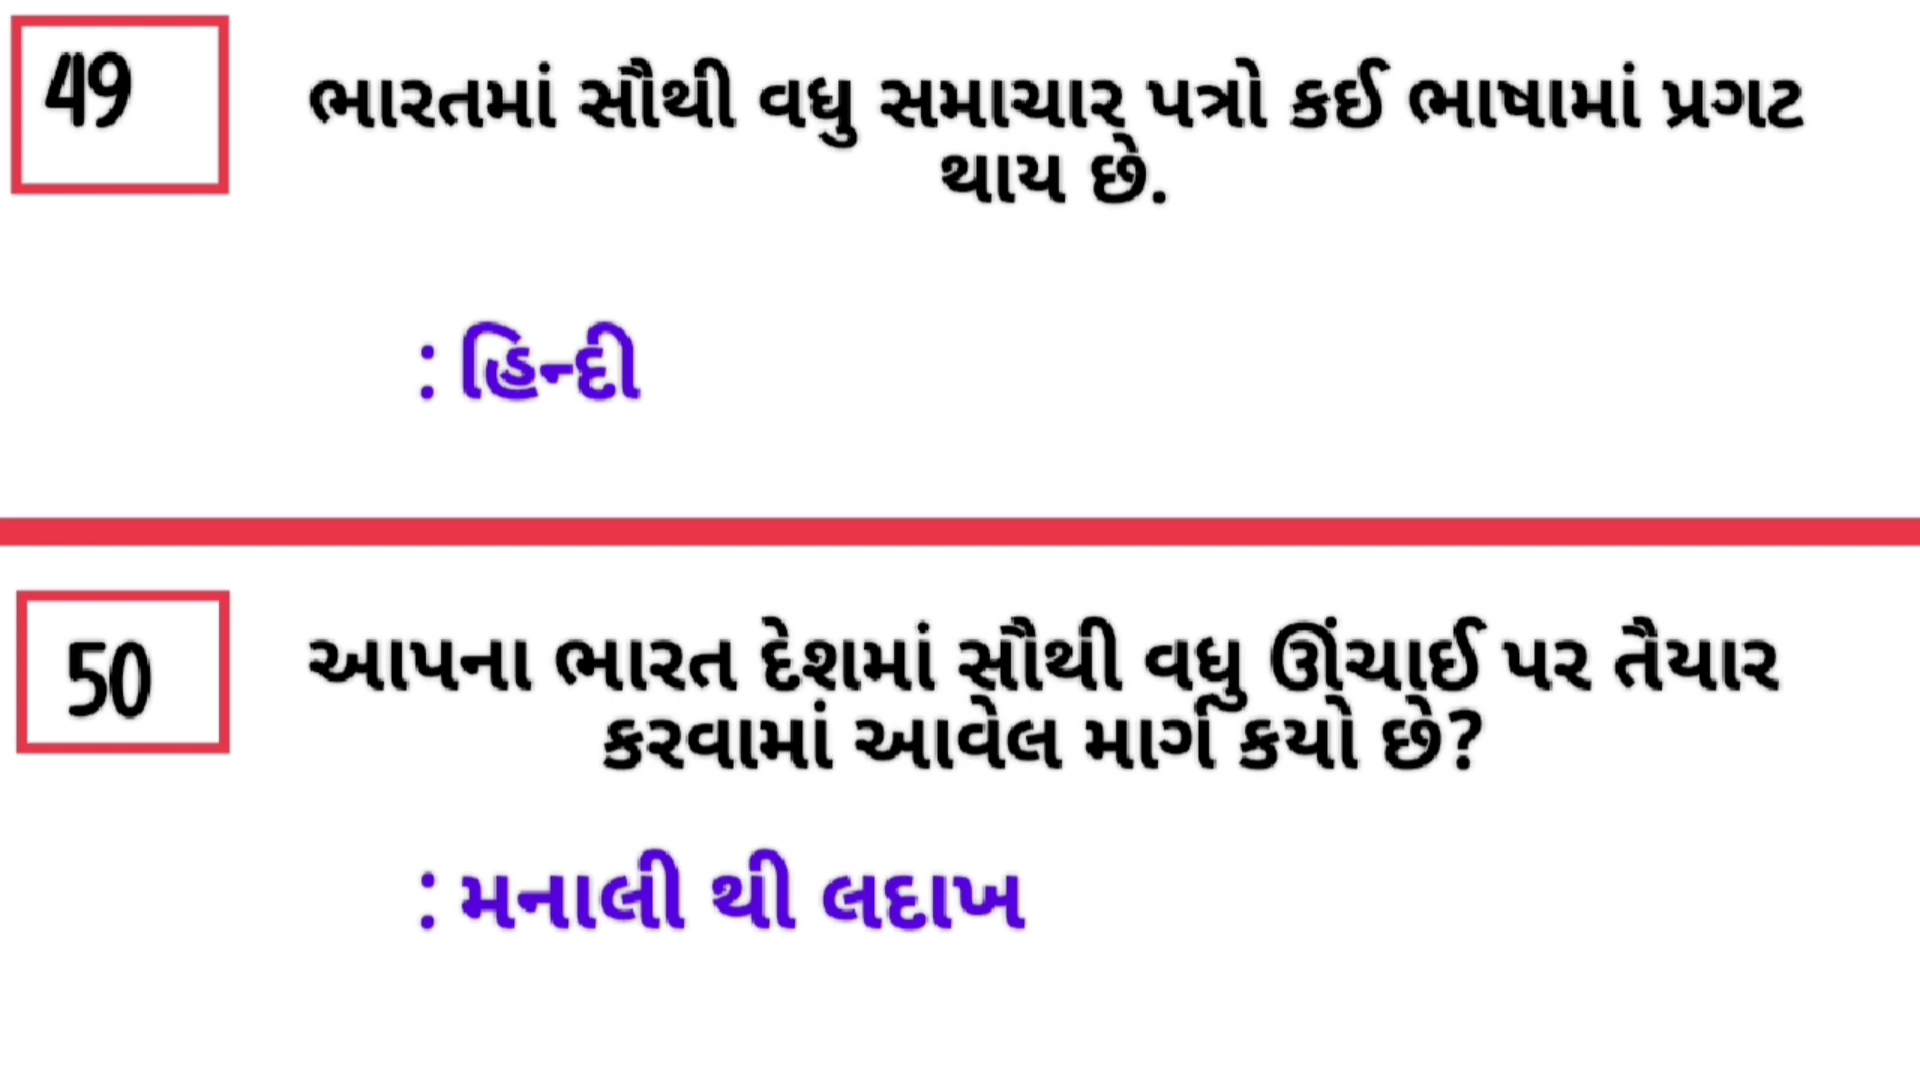 49
ભારતમાં સૌથી વધુ સમાચાર પત્રો કઈ ભાષામાં પ્રગટ
થાય છે.
: હિન્દી
50
આપના ભારત દેશમાં સૌથી વધુ ઊંચાઈ પર તૈયાર
કરવામાં આવેલ માર્ગ કયો છે?
: મનાલી થી લદાખ